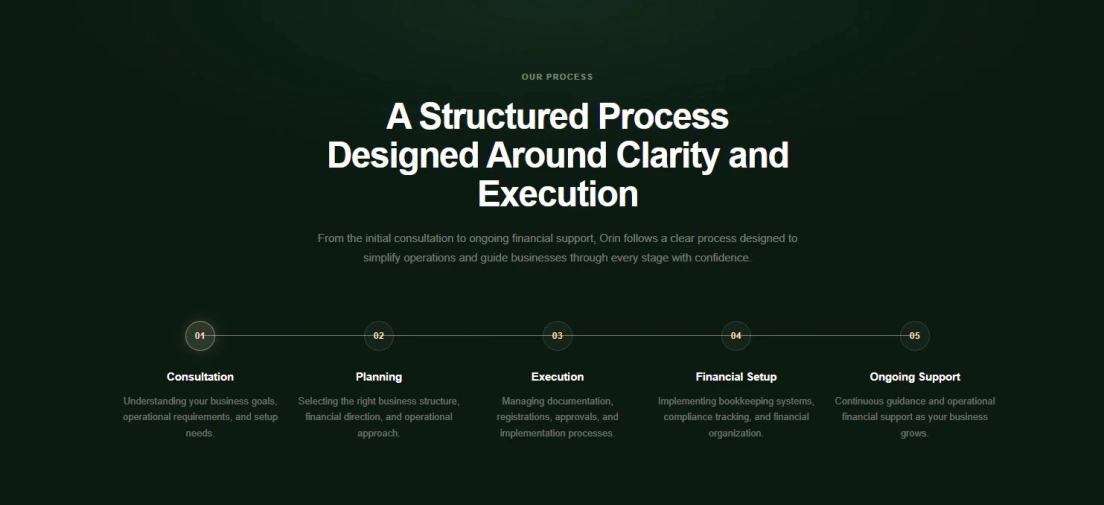 OUR PROCESS
A Structured Process
Designed Around Clarity and
Execution
From the initial consultation to ongoing financial support, Orin follows a clear process designed to
simplify operations and guide businesses through every stage with confidence.
01
02
03
04
05
Consultation
Understanding your business goals,
operational requirements, and setup
needs.
Planning
Selecting the right business structure,
financial direction, and operational
approach.
Execution
Managing documentation,
registrations, approvals, and
implementation processes.
Financial Setup
Implementing bookkeeping systems,
compliance tracking, and financial
organization.
Ongoing Support
Continuous guidance and operational
financial support as your business
grows.